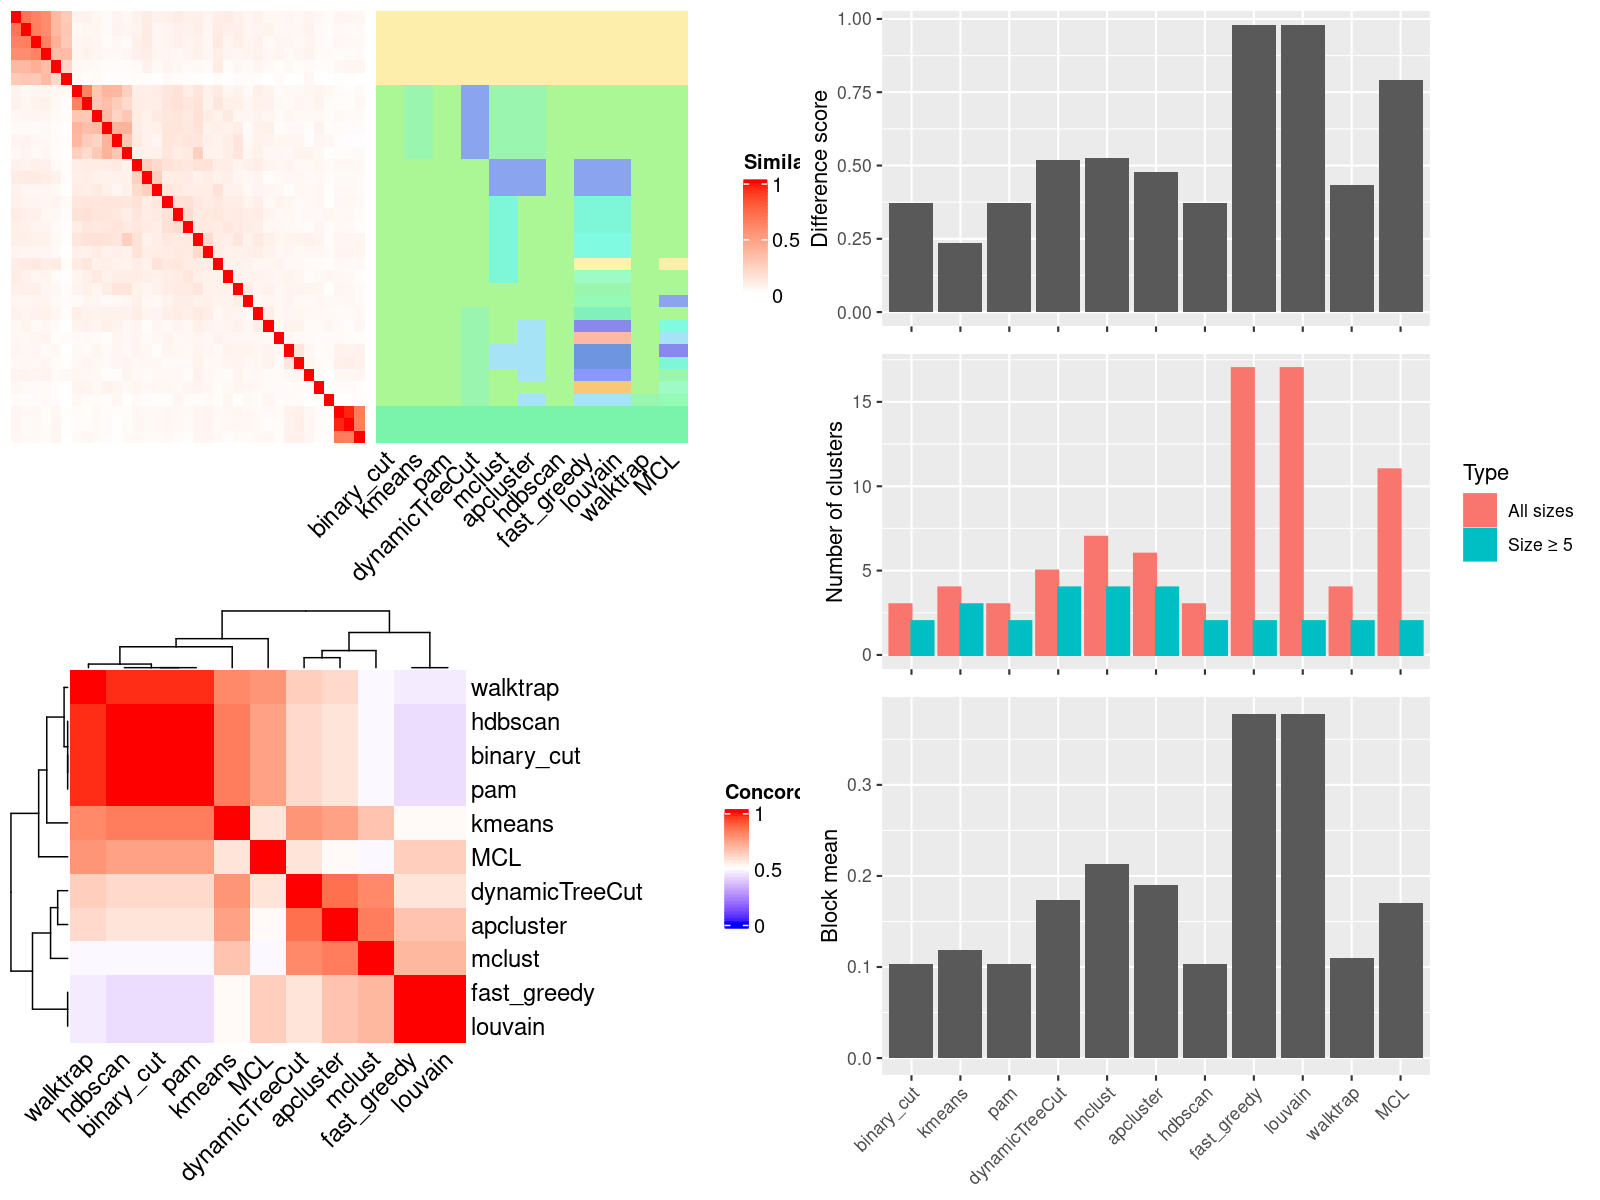 Simila
1
0.5
0
binary_cut
kmeans
pam
dynamicTreeCut
mclust
apcluster
hdbscan
fast_greedy
louvain
walktrap
MCL
walktrap
hdbscan
binary_cut
pam
kmeans
MCL
dynamicTreeCut
apcluster
mclust
fast_greedy
louvain
walktrap
hdbscan
binary_cut
pam
kmeans
MCL
dynamicTreeCut
apcluster
mclust
fast_greedy
louvain
Concord
1
0.5
0
Difference score
1.00
0.75
0.50
0.25
0.00
Number of clusters
15
10
5
0
Type
All sizes
Size ≥ 5
Block mean
0.3
0.2
0.1
0.0
binary_cut
kmeans
pam
dynamicTreeCut
mclust
apcluster
hdbscan
fast_greedy
louvain
walktrap
MCL